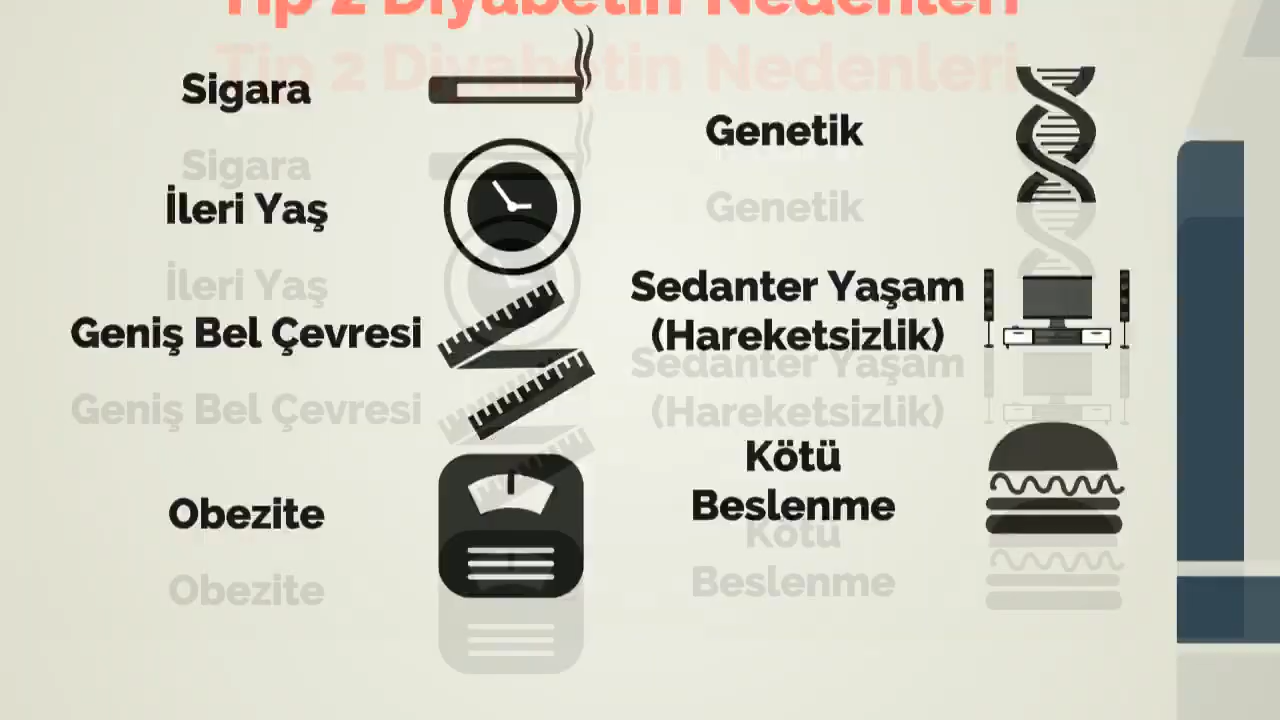 Tip 2 Diyabetin Nedenleri
Sigara
İleri Yaş
Geniş Bel Çevresi
Obezite
Genetik
Sedanter Yaşam
(Hareketsizlik)
Kötü
Beslenme